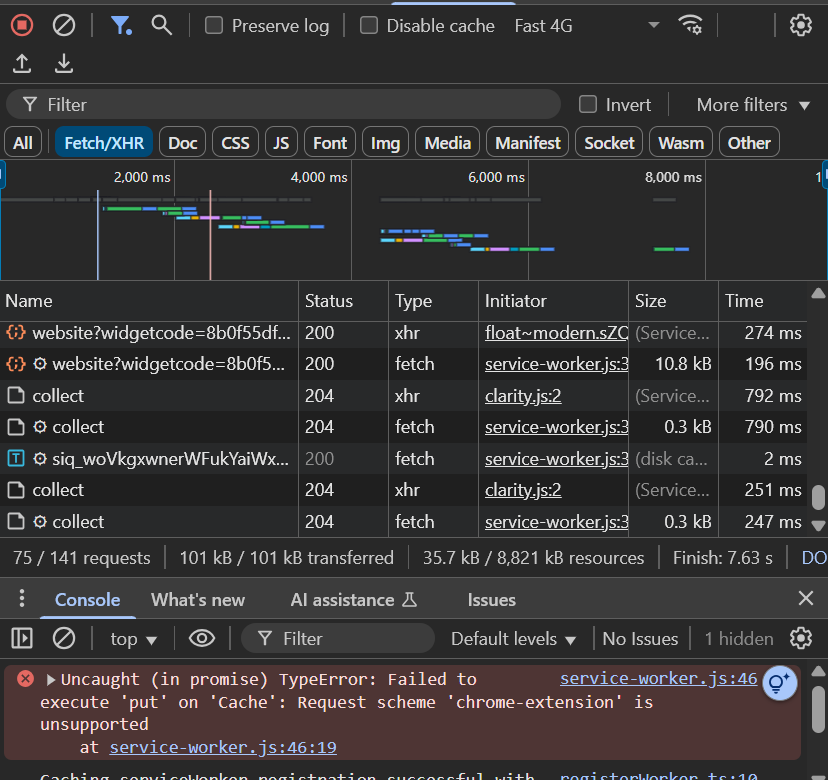 Preserve log Disable cache Fast 4G
Filter Invert More filters
All Fetch/XHR Doc CSS JS Font Img Media Manifest Socket Wasm Other
2,000 ms 4,000 ms 6,000 ms 8,000 ms 1
Name Status Type Initiator Size Time
website?widgetcode=8b0f55df... 200 xhr float~modern.sZC (Service... 274 ms
website?widgetcode=8b0f5... 200 fetch service-worker.js:3 10.8 kB 196 ms
collect 204 xhr clarity.js:2 (Service... 792 ms
collect 204 fetch service-worker.js:3 0.3 kB 790 ms
siq_woVkgxwnerWFukYaiWx... 200 fetch service-worker.js:3 (disk ca... 2 ms
collect 204 xhr clarity.js:2 (Service... 251 ms
collect 204 fetch service-worker.js:3 0.3 kB 247 ms
75 / 141 requests 101 kB / 101 kB transferred 35.7 kB / 8,821 kB resources Finish: 7.63 s DO
Console What's new AI assistance Issues
top Filter Default levels No Issues 1 hidden
Uncaught (in promise) TypeError: Failed to service-worker.js:46
execute 'put' on 'Cache': Request scheme 'chrome-extension' is
unsupported
at service-worker.js:46:19
Caching serviceWorker registration successful with registerWorker.ts:10